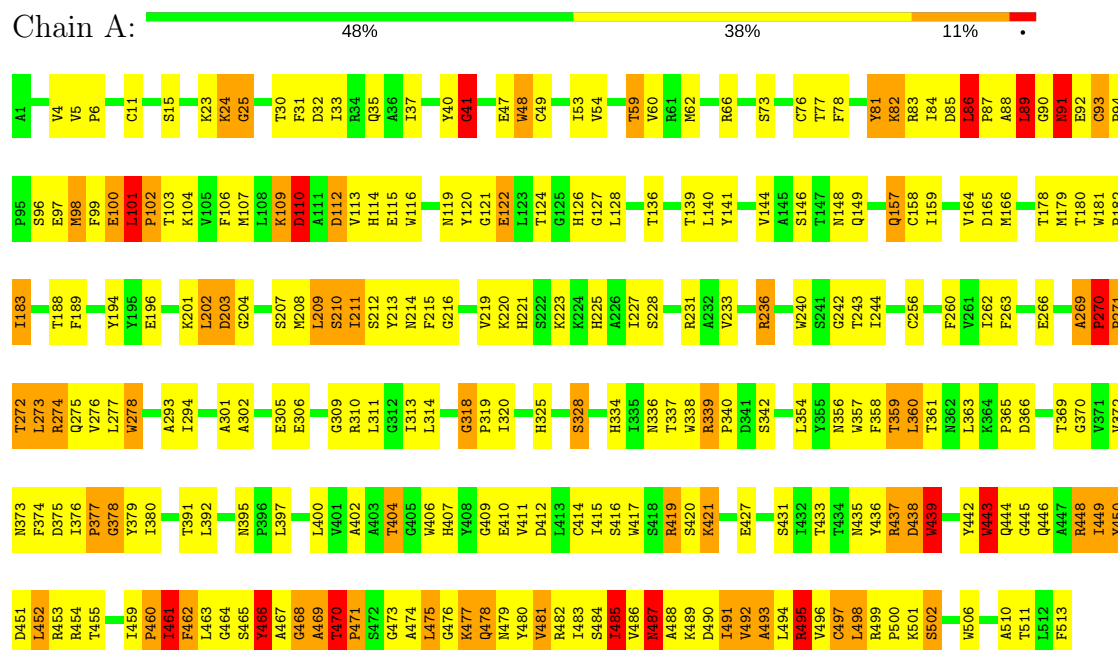 Chain A:
48% 38% 11% •
A1 V4 V5 P6 C11 S15 K23 K24 G25 T30 F31 D32 I33 R34 Q35 A36 I37 Y40 G41 E47 W48 C49 I53 V54 T59 V60 R61 M62 R66 S73 C76 T77 F78 Y81 K82 R83 I84 D85 L86 P87 A88 L89 G90 N91 E92 C93 R94
P95 S96 E97 M98 F99 E100 L101 P102 T103 K104 V105 F106 M107 L108 K109 D110 A111 D112 V113 H114 E115 W116 N119 Y120 G121 E122 L123 T124 G125 H126 G127 L128 T136 T139 L140 Y141 V144 A145 S146 T147 N148 Q149 Q157 C158 I159 V164 D165 M166 T178 M179 T180 W181 P182
I183 T188 F189 Y194 Y195 E196 K201 L202 D203 G204 S207 M208 L209 S210 I211 S212 Y213 N214 F215 G216 V219 K220 H221 S222 K223 K224 H225 A226 I227 S228 R231 A232 V233 R236 W240 S241 G242 T243 I244 C256 F260 V261 I262 F263 E266 A269 P270 R271
T272 L273 R274 Q275 V276 L277 W278 A293 I294 A301 A302 E305 E306 G309 R310 L311 G312 I313 L314 G318 P319 I320 H325 S328 H334 I335 N336 T337 W338 R339 P340 D341 S342 L354 Y355 N356 W357 F358 T359 L360 T361 N362 L363 K364 P365 D366 T369 G370 V371 V372
N373 F374 D375 I376 P377 G378 Y379 I380 T391 L392 N395 P396 L397 L400 V401 A402 A403 T404 G405 W406 H407 Y408 G409 E410 V411 D412 L413 C414 I415 S416 W417 S418 R419 S420 K421 E427 S431 I432 T433 T434 N435 Y436 R437 D438 W439 Y442 W443 Q444 G445 Q446 A447 R448 I449 Y450
D451 L452 R453 R454 T455 I459 P460 I461 F462 L463 G464 S465 Y466 A467 G468 A469 T470 P471 S472 G473 A474 L475 G476 K477 Q478 N479 Y480 V481 R482 I483 S484 I485 V486 N487 A488 K489 D490 I491 V492 A493 L494 R495 V496 C497 L498 R499 P500 K501 S502 W506 A510 T511 L512 F513